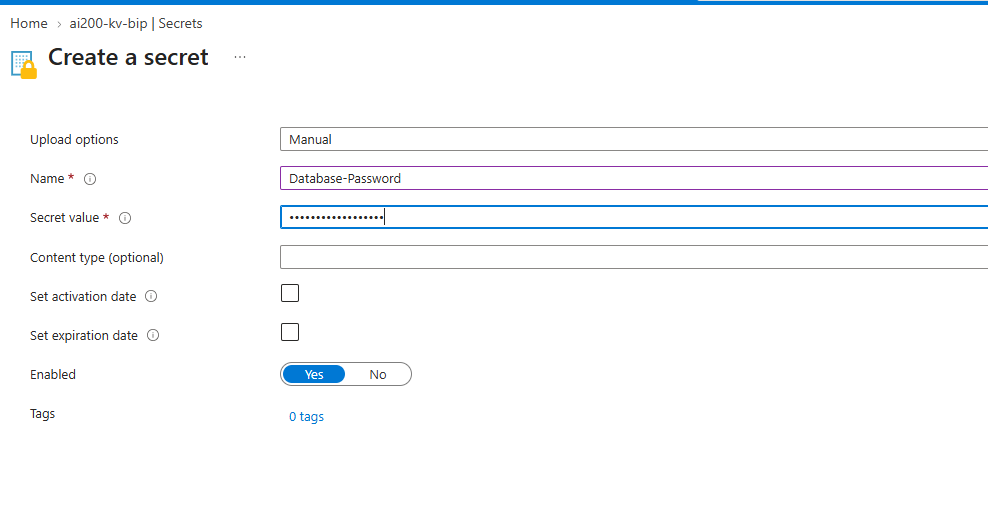 Home > ai200-kv-bip | Secrets
Create a secret ...
Upload options Manual
Name * Database-Password
Secret value * ••••••••••••••••••
Content type (optional)
Set activation date
Set expiration date
Enabled Yes No
Tags 0 tags